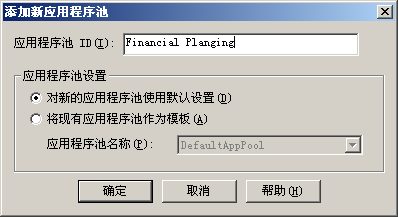 添加新应用程序池
应用程序池 ID(I): Financial Planging
应用程序池设置
对新的应用程序池使用默认设置(D)
将现有应用程序池作为模板(A)
应用程序池名称(P): DefaultAppPool
确定 取消 帮助(H)